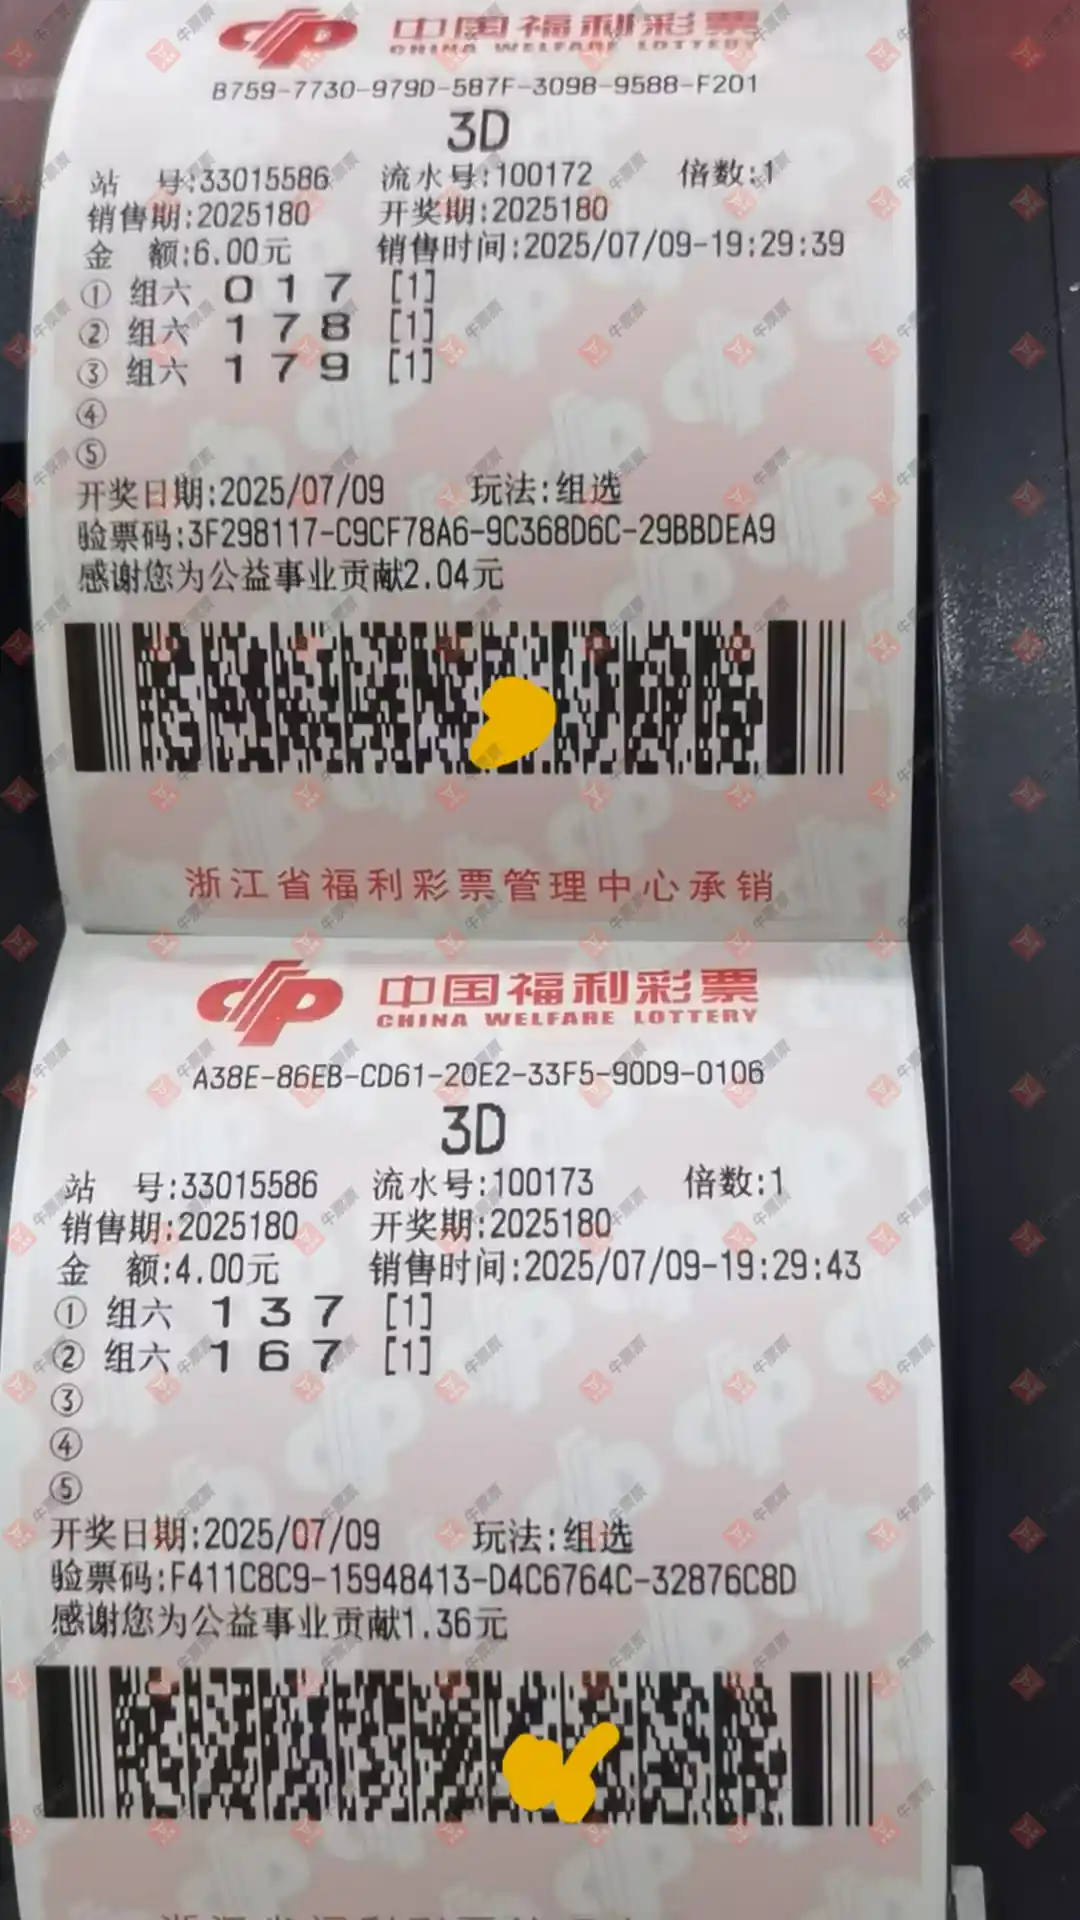 中国福利彩票
CHINA WELFARE LOTTERY
B759-7730-979D-587F-3098-9588-F201
3D
站 号:33015586 流水号:100172 倍数:1
销售期:2025180 开奖期:2025180
金 额:6.00元 销售时间:2025/07/09-19:29:39
① 组六 0 1 7 [1]
② 组六 1 7 8 [1]
③ 组六 1 7 9 [1]
④
⑤
开奖日期:2025/07/09 玩法:组选
验票码:3F298117-C9CF78A6-9C368D6C-29BBDEA9
感谢您为公益事业贡献2.04元
浙江省福利彩票管理中心承销
中国福利彩票
CHINA WELFARE LOTTERY
A38E-86EB-CD61-20E2-33F5-90D9-0106
3D
站 号:33015586 流水号:100173 倍数:1
销售期:2025180 开奖期:2025180
金 额:4.00元 销售时间:2025/07/09-19:29:43
① 组六 1 3 7 [1]
② 组六 1 6 7 [1]
③
④
⑤
开奖日期:2025/07/09 玩法:组选
验票码:F411C8C9-15948413-D4C6764C-32876C8D
感谢您为公益事业贡献1.36元